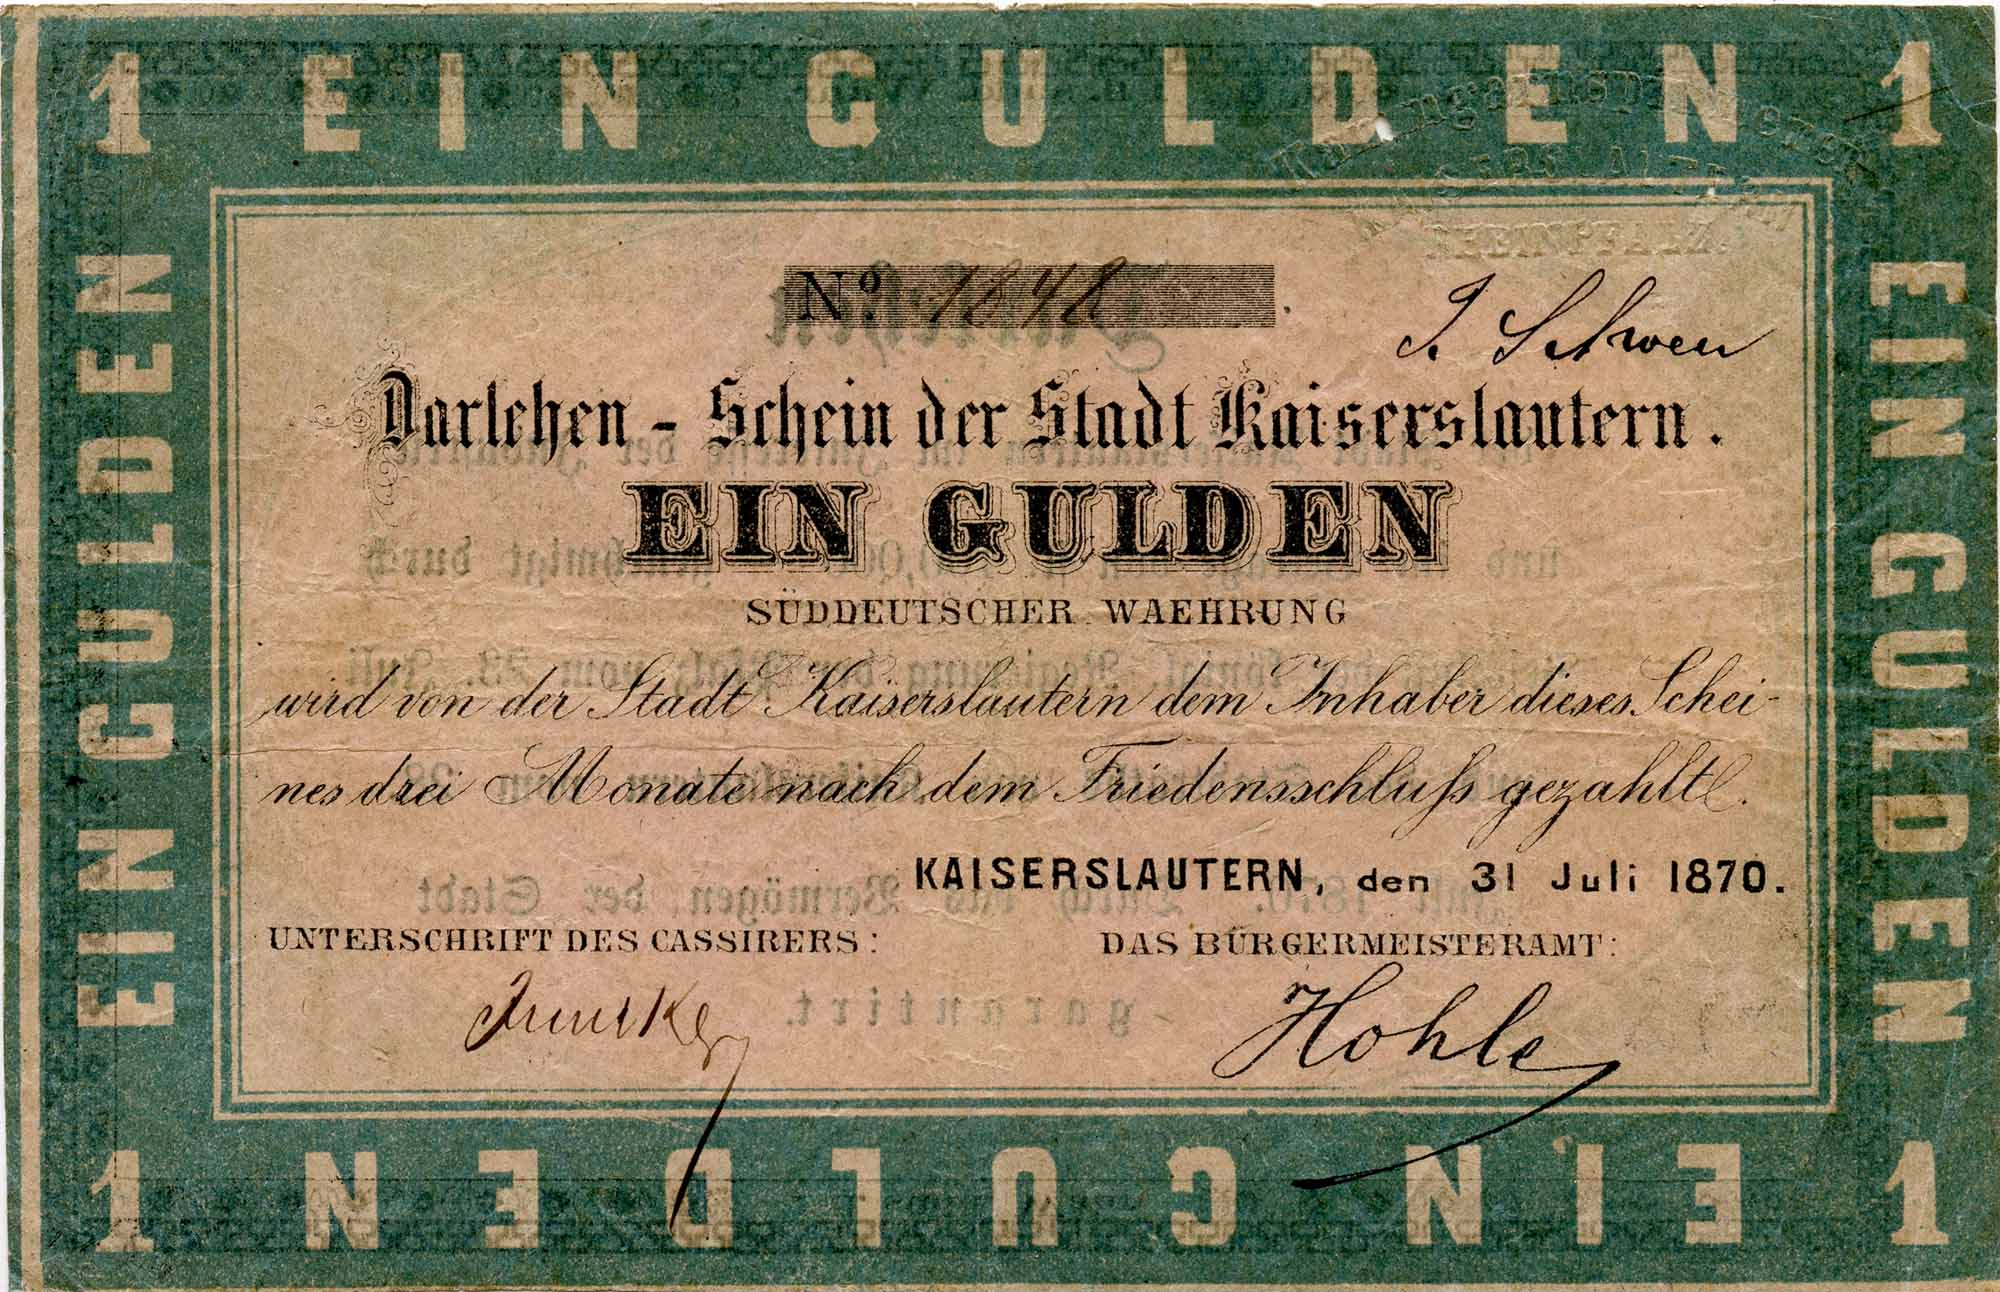 1 EIN GULDEN 1
EIN GULDEN
EIN GULDEN
RHEINPFALZ.
No. 1848
J. Schwen
Darlehen - Schein der Stadt Kaiserslautern.
EIN GULDEN
SÜDDEUTSCHER WAEHRUNG
wird von der Stadt Kaiserslautern dem Inhaber dieses Schei-
nes drei Monate nach dem Friedensschluß gezahlt.
KAISERSLAUTERN, den 31 Juli 1870.
UNTERSCHRIFT DES CASSIRERS: DAS BÜRGERMEISTERAMT:
Hohle
1 EIN GULDEN 1